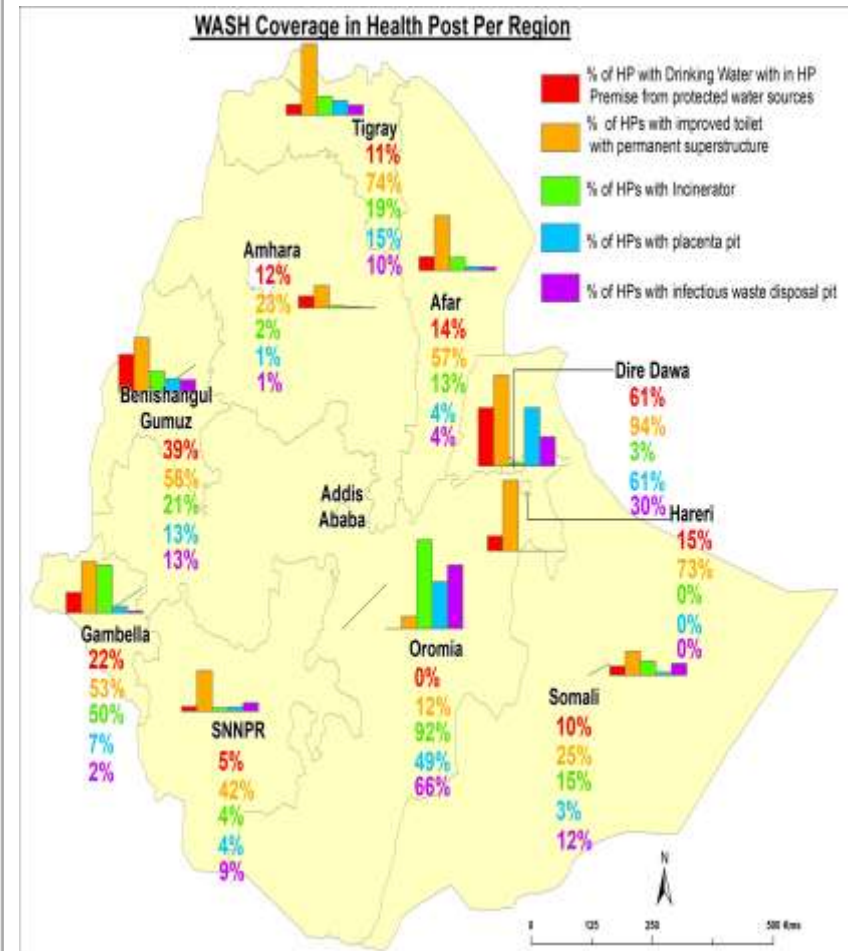 WASH Coverage in Health Post Per Region
% of HP with Drinking Water with in HP
Premise from protected water sources
% of HPs with improved toilet
with permanent superstructure
% of HPs with Incinerator
% of HPs with placenta pit
% of HPs with infectious waste disposal pit
Tigray
11%
74%
19%
15%
10%
Amhara
12%
28%
2%
1%
1%
Afar
14%
57%
13%
4%
4%
Dire Dawa
61%
94%
3%
61%
30%
Benishangul
Gumuz
39%
56%
21%
13%
13%
Addis
Ababa
Hareri
15%
73%
0%
0%
0%
Gambella
22%
53%
50%
7%
2%
SNNPR
5%
42%
4%
4%
9%
Oromia
0%
12%
92%
49%
66%
Somali
10%
25%
15%
3%
12%
N
0 125 250 500 Kms